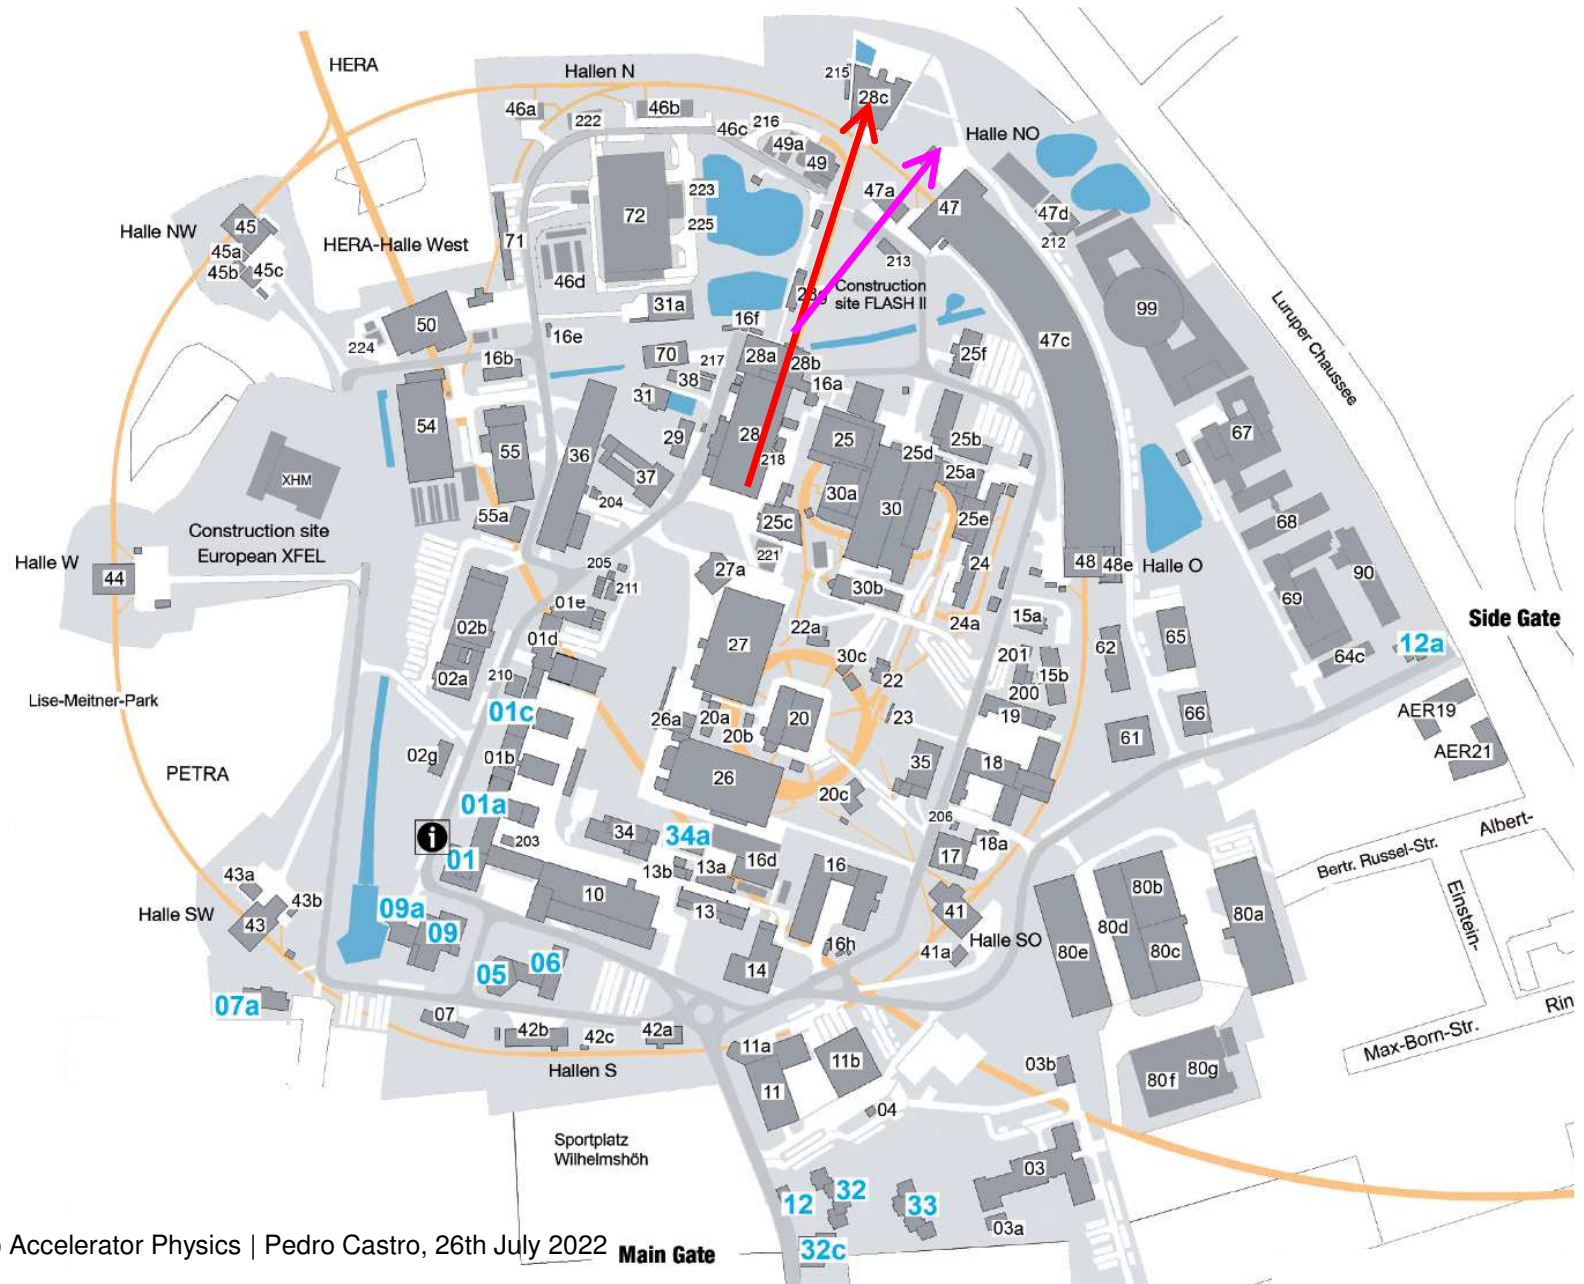 HERA
Hallen N
215
28c
46a
222
46b
46c
216
49a
49
Halle NO
223
47a
47
47d
212
72
225
45
Halle NW
45a
45b
45c
HERA-Halle West
71
46d
213
Construction
site FLASH II
28g
31a
99
Luruper Chaussee
50
224
16e
16f
16b
70
217
28a
28b
25f
47c
38
16a
31
54
55
36
29
28
25
25b
67
218
25d
37
25a
XHM
204
30a
30
55a
25c
25e
68
Construction site
European XFEL
Halle W
44
205
221
27a
24
48
48e
Halle O
90
211
30b
01e
69
02b
01d
22a
24a
15a
Side Gate
27
65
62
12a
30c
201
64c
02a
210
22
15b
200
Lise-Meitner-Park
01c
26a
20a
20
23
19
66
AER19
20b
61
02g
01b
AER21
PETRA
26
35
18
20c
01a
206
34
34a
203
18a
Albert-
Bertr. Russel-Str.
01
16d
17
13b
13a
16
43a
10
80b
43b
Halle SW
09a
13
41
80a
43
80d
09
Halle SO
80e
80c
Einstein-
41a
16h
06
05
14
07a
Rin
07
42b
42c
42a
Max-Born-Str.
11a
11b
03b
80g
Hallen S
80f
11
04
Sportplatz
Wilhelmshöh
03
32
12
33
03a
Accelerator Physics | Pedro Castro, 26th July 2022
Main Gate
32c